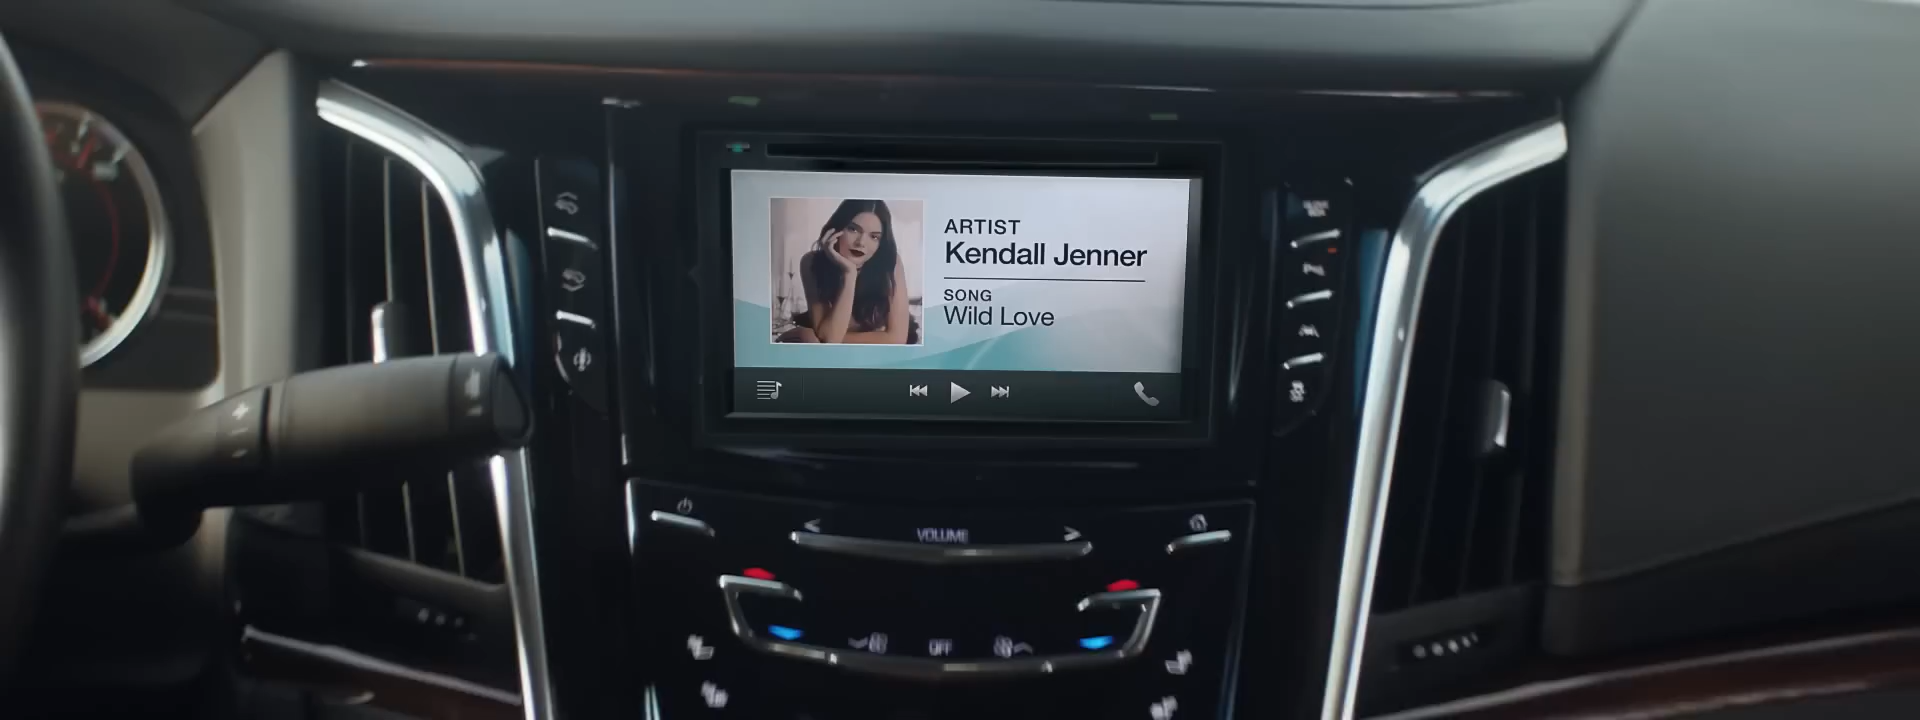 ARTIST
Kendall Jenner
SONG
Wild Love
VOLUME
OFF